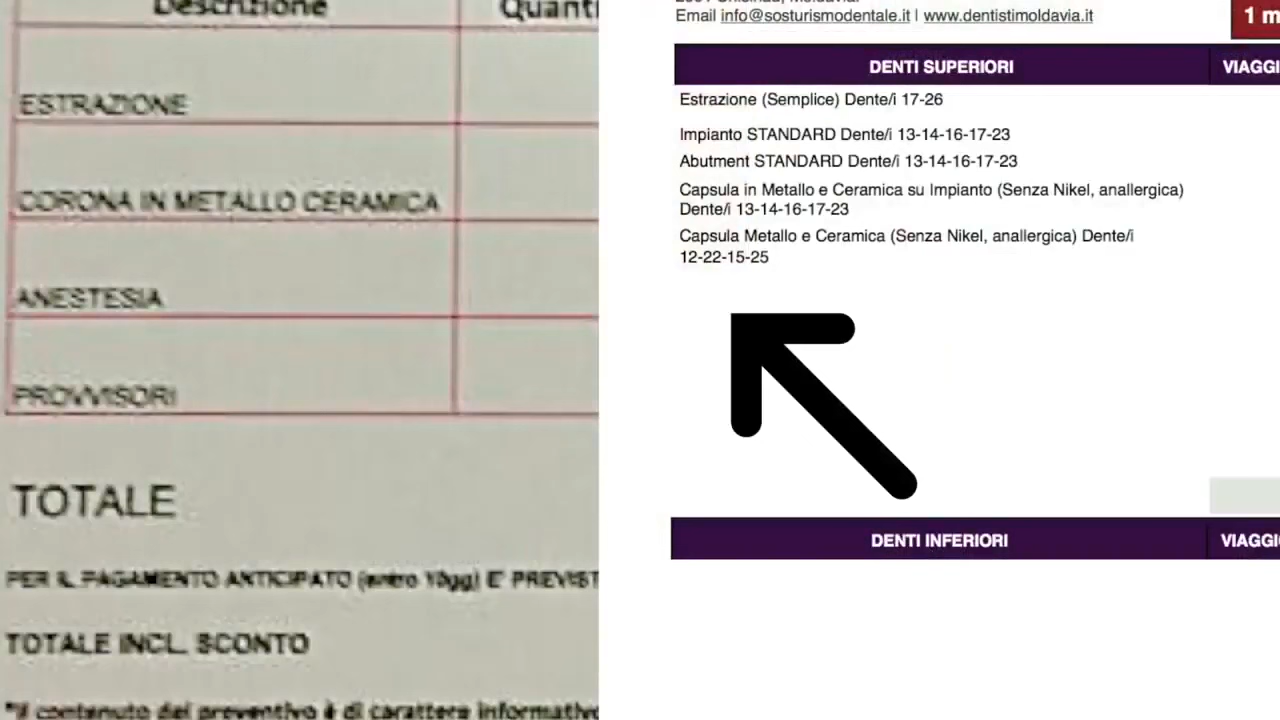 Descrizione
ESTRAZIONE
CORONA IN METALLO CERAMICA
ANESTESIA
PROVVISORI
TOTALE
PER IL PAGAMENTO ANTICIPATO (entro 10gg) E' PREVIST
TOTALE INCL. SCONTO
*Il contenuto del preventivo è di carattere informativo
Email info@sosturismodentale.it | www.dentistimoldavia.it
1 m
DENTI SUPERIORI VIAGGI
Estrazione (Semplice) Dente/i 17-26
Impianto STANDARD Dente/i 13-14-16-17-23
Abutment STANDARD Dente/i 13-14-16-17-23
Capsula in Metallo e Ceramica su Impianto (Senza Nikel, anallergica)
Dente/i 13-14-16-17-23
Capsula Metallo e Ceramica (Senza Nikel, anallergica) Dente/i
12-22-15-25
DENTI INFERIORI VIAGGI